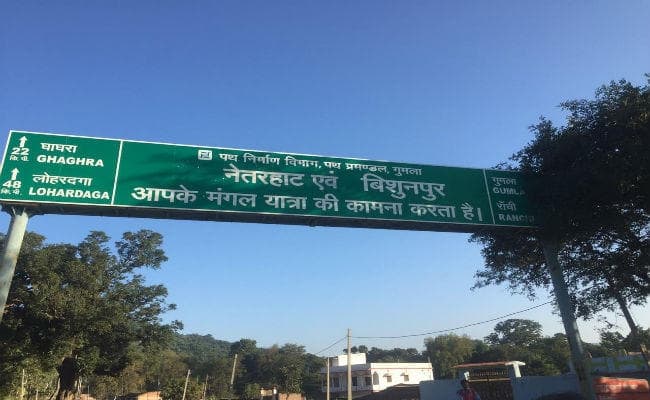 22 घाघरा
कि. मी. GHAGHRA
48 लोहरदगा
कि. मी. LOHARDAGA
पथ निर्माण विभाग, पथ प्रमण्डल, गुमला
नेतरहाट एवं बिशुनपुर
आपके मंगल यात्रा की कामना करता है।
गुमला
GUMLA
राँची
RANCHI